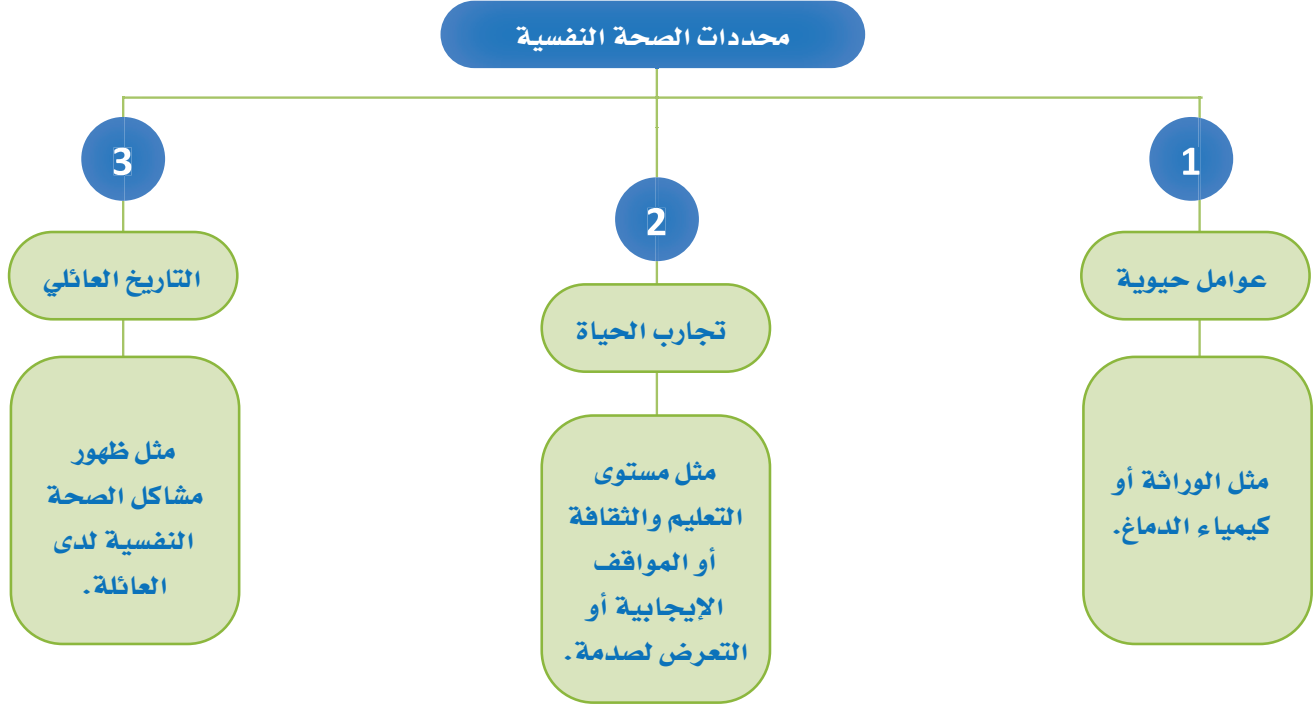 محددات الصحة النفسية
1
عوامل حيوية
مثل الوراثة أو
كيمياء الدماغ.
2
تجارب الحياة
مثل مستوى
التعليم والثقافة
أو المواقف
الإيجابية أو
التعرض لصدمة.
3
التاريخ العائلي
مثل ظهور
مشاكل الصحة
النفسية لدى
العائلة.